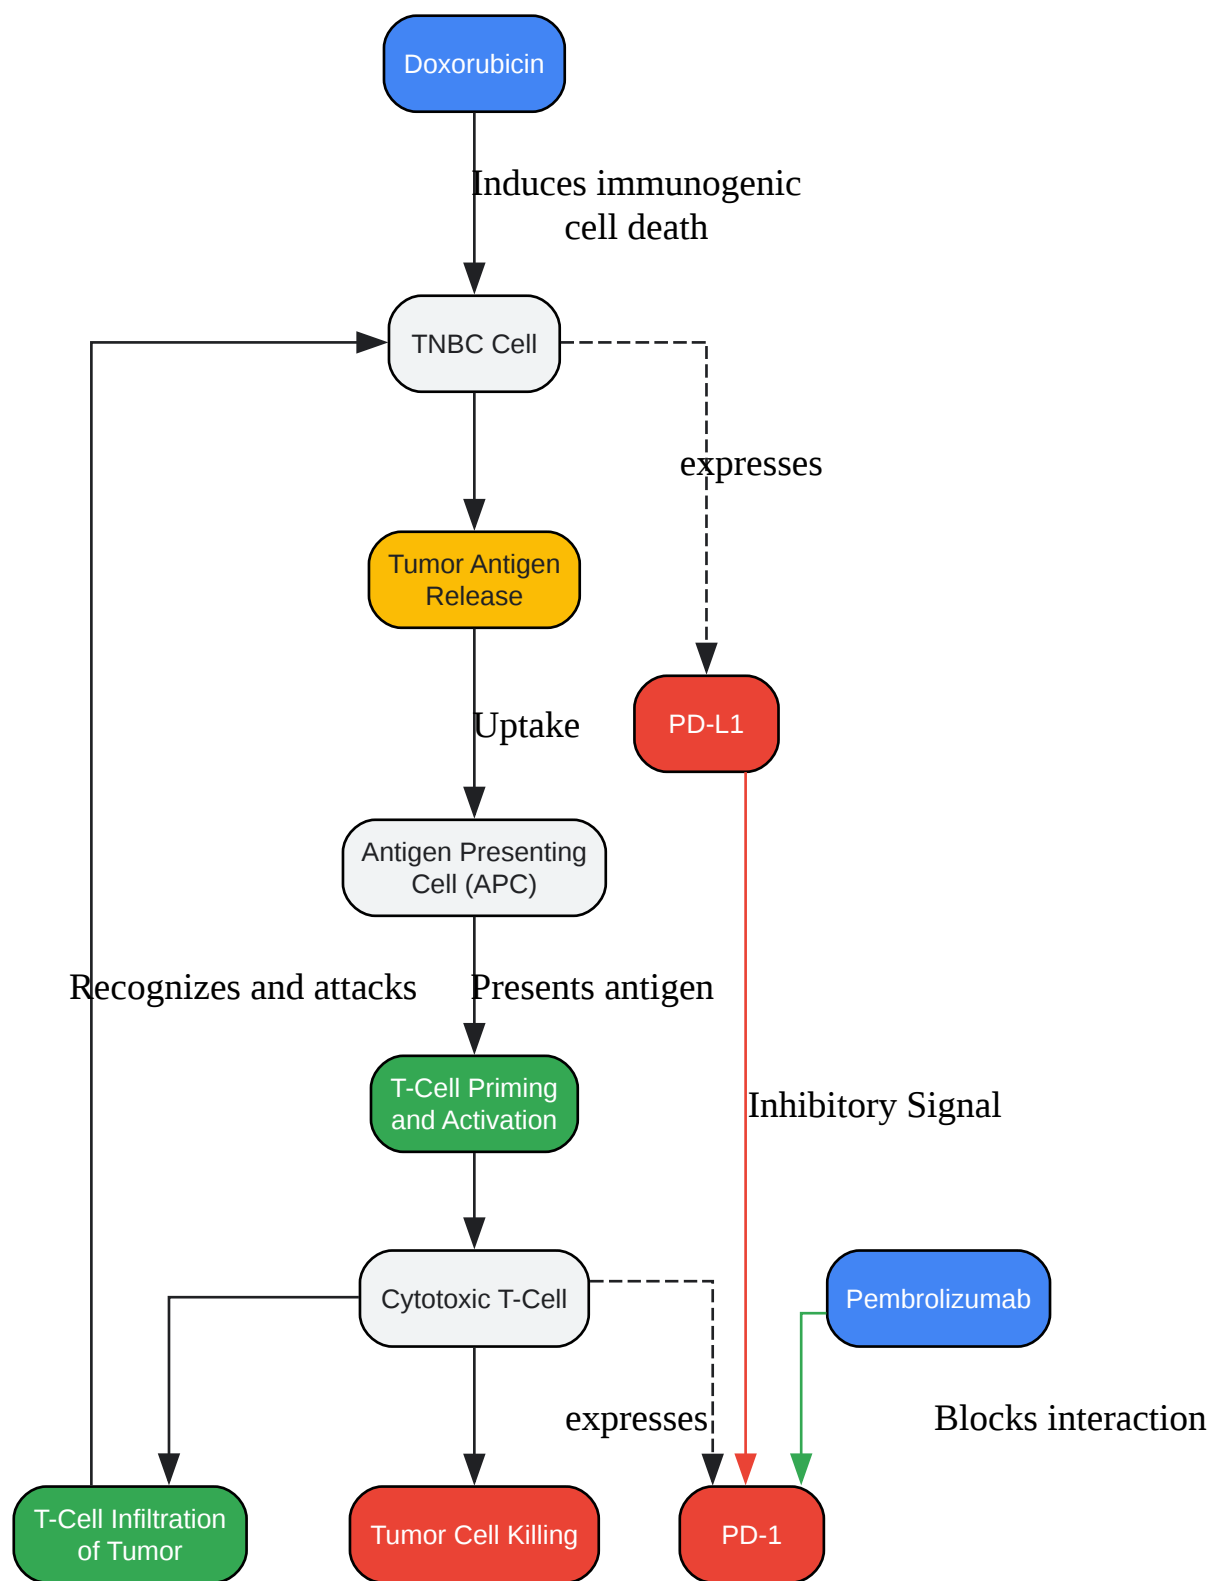 Doxorubicin
Induces immunogenic
cell death
TNBC Cell
expresses
Tumor Antigen
Release
PD-L1
Uptake
Antigen Presenting
Cell (APC)
Recognizes and attacks
Presents antigen
T-Cell Priming
and Activation
Inhibitory Signal
Cytotoxic T-Cell
Pembrolizumab
expresses
Blocks interaction
T-Cell Infiltration
of Tumor
Tumor Cell Killing
PD-1